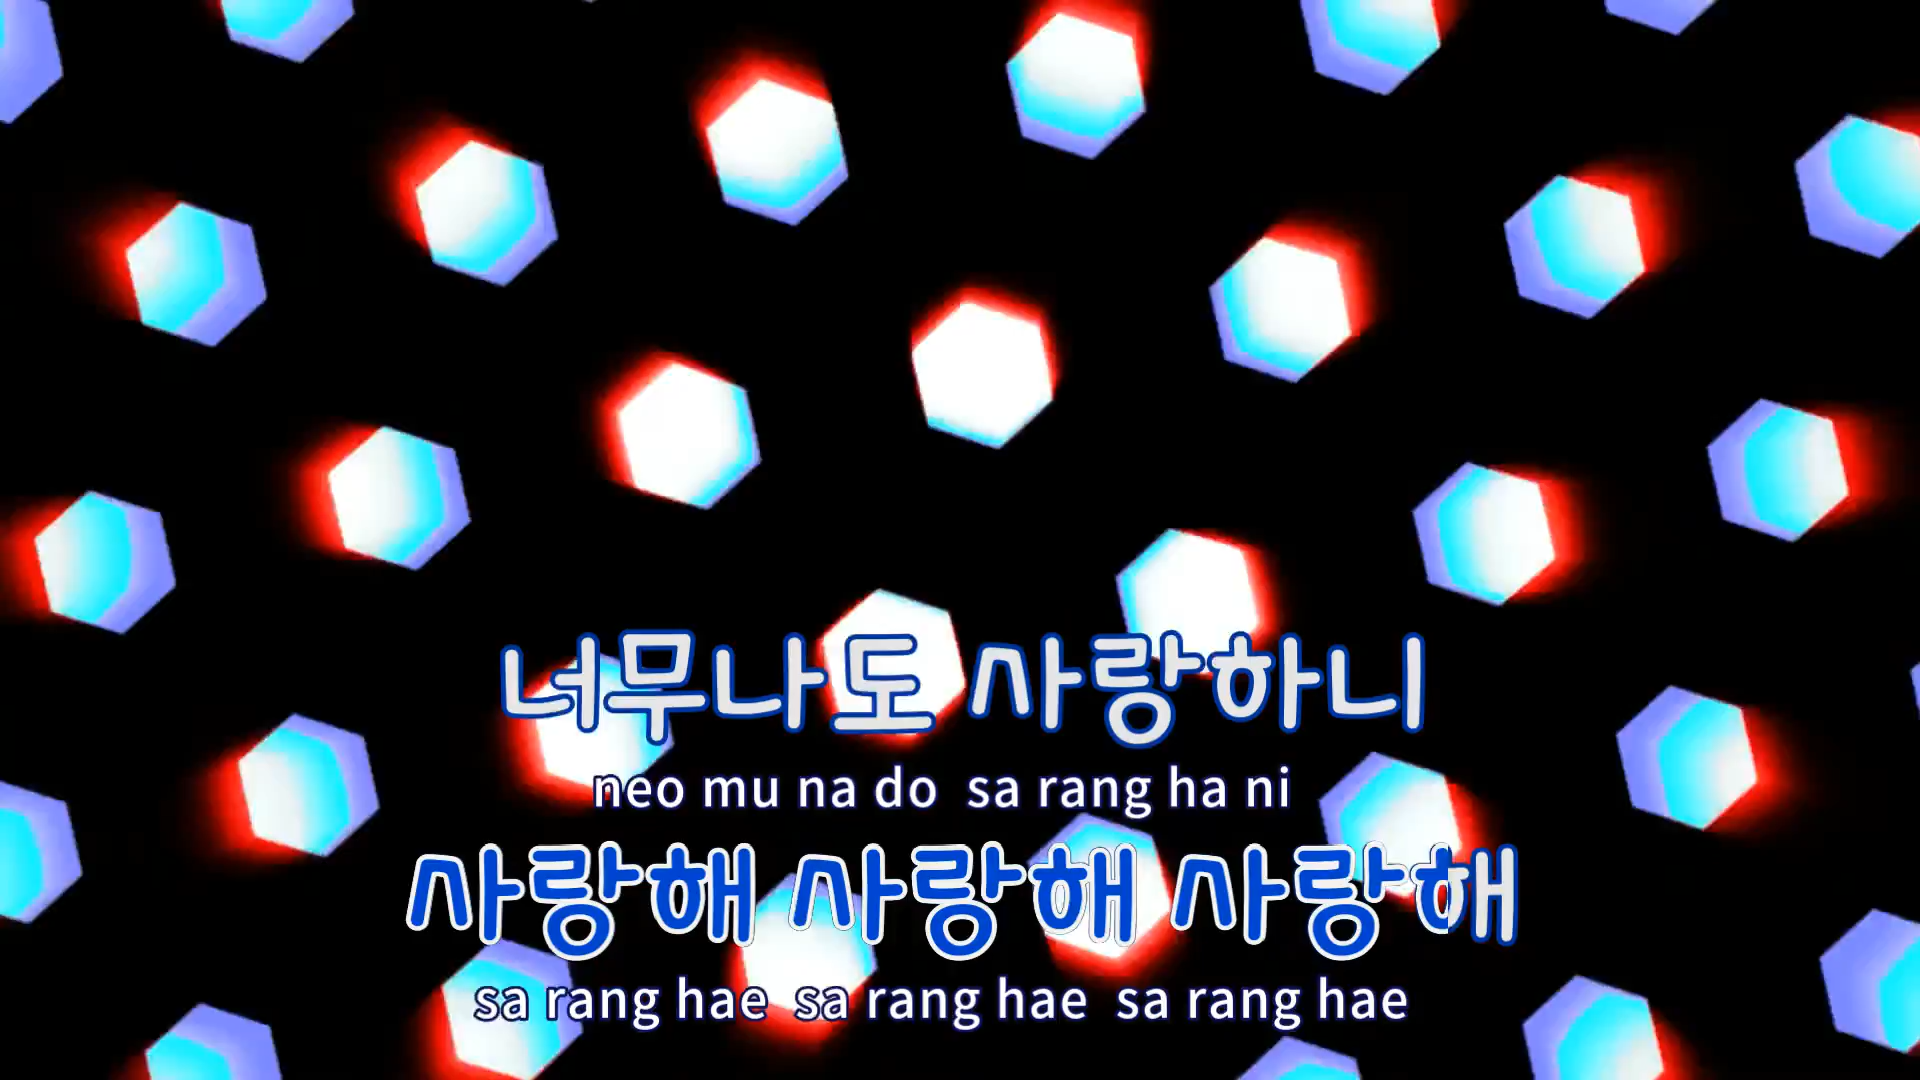 너무나도 사랑하니
neo mu na do sa rang ha ni
사랑해 사랑해 사랑해
sa rang hae sa rang hae sa rang hae